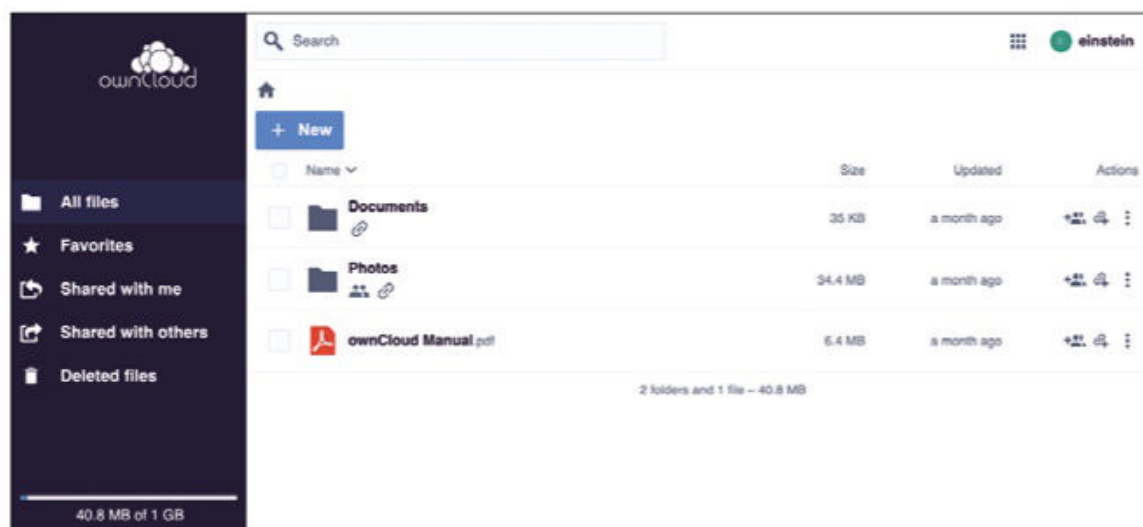 ownCloud
Search
einstein
+ New
Name Size Updated Actions
All files
Favorites
Shared with me
Shared with others
Deleted files
Documents 35 KB a month ago
Photos 34.4 MB a month ago
ownCloud Manual.pdf 6.4 MB a month ago
2 folders and 1 file – 40.8 MB
40.8 MB of 1 GB